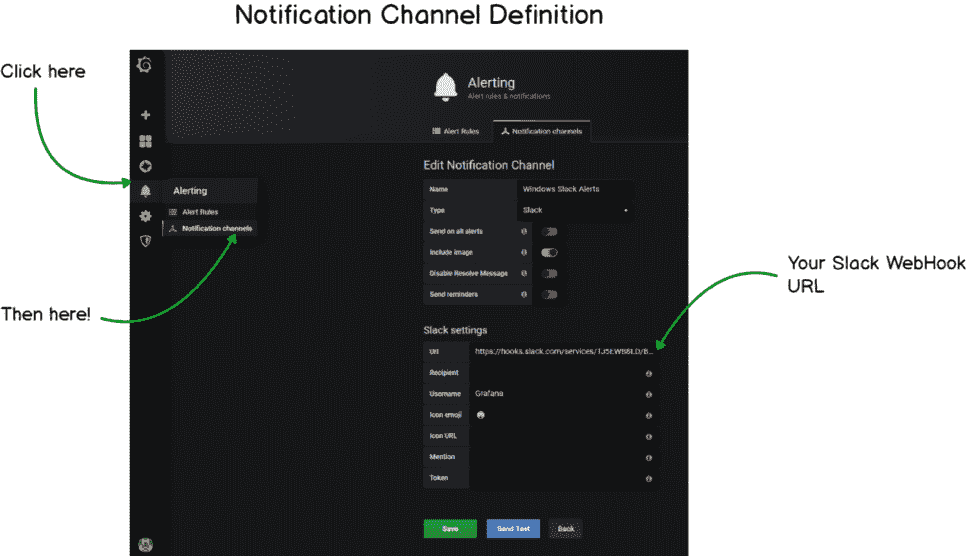 Notification Channel Definition
Click here
Alerting
Alert rules & notifications
Alert Rules
Notification channels
Edit Notification Channel
Alerting
Name
Windows Slack Alerts
Alert Rules
Type
Slack
Notification channels
Send on all alerts
Include image
Disable Resolve Message
Send reminders
Your Slack WebHook
URL
Then here!
Slack settings
Url
https://hooks.slack.com/services/TJ5EWB8LD/B...
Recipient
Username
Grafana
Icon emoji
Icon URL
Mention
Token
Save
Send Test
Back